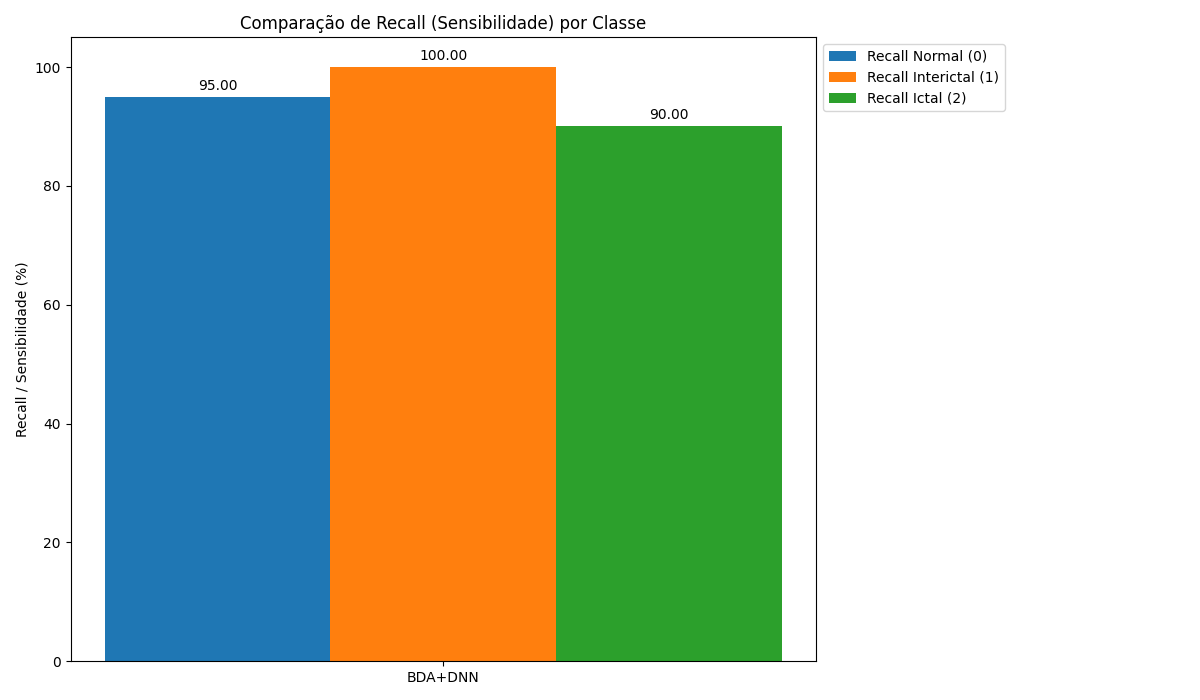 Comparação de Recall (Sensibilidade) por Classe
Recall / Sensibilidade (%)
100
80
60
40
20
0
95.00
100.00
90.00
BDA+DNN
Recall Normal (0)
Recall Interictal (1)
Recall Ictal (2)